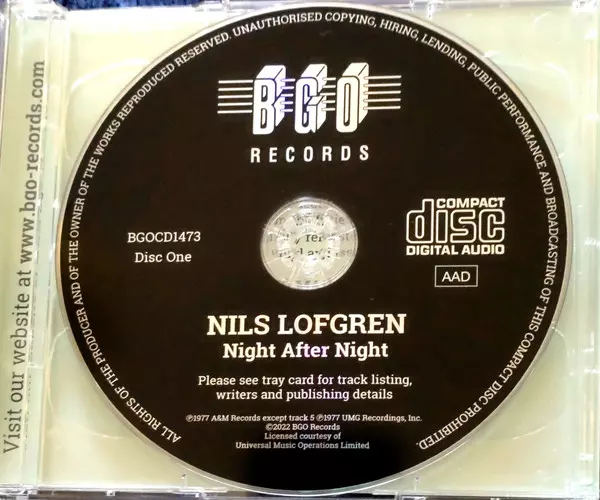 ALL RIGHTS OF THE PRODUCER AND OF THE OWNER OF THE WORKS REPRODUCED RESERVED. UNAUTHORISED COPYING, HIRING, LENDING, PUBLIC PERFORMANCE AND BROADCASTING OF THIS COMPACT DISC PROHIBITED.
Visit our website at www.bgo-records.com
BGO
RECORDS
BGOCD1473
Disc One
COMPACT
disc
DIGITAL AUDIO
AAD
NILS LOFGREN
Night After Night
Please see tray card for track listing,
writers and publishing details
℗1977 A&M Records except track 5 ℗1977 UMG Recordings, Inc.
©2022 BGO Records
Licensed courtesy of
Universal Music Operations Limited